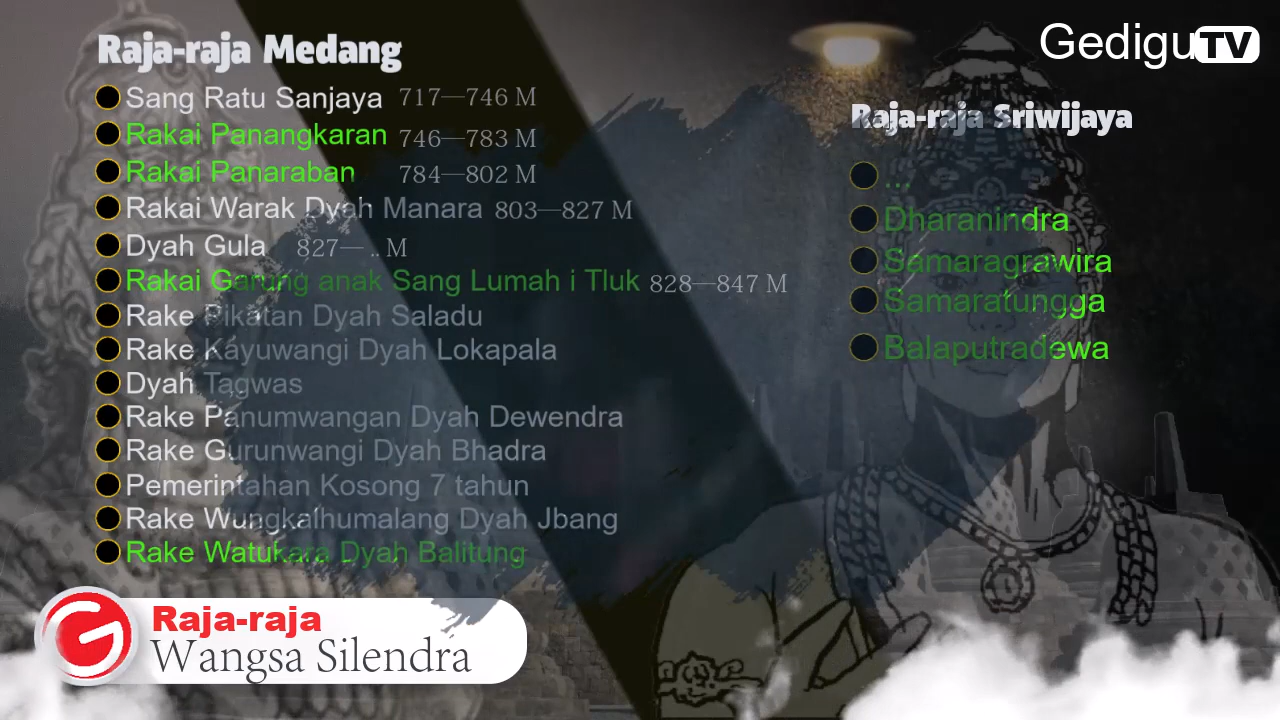 Raja-raja Medang
Sang Ratu Sanjaya 717—746 M
Rakai Panangkaran 746—783 M
Rakai Panaraban 784—802 M
Rakai Warak Dyah Manara 803—827 M
Dyah Gula 827— .. M
Rakai Garung anak Sang Lumah i Tluk 828—847 M
Rake Pikatan Dyah Saladu
Rake Kayuwangi Dyah Lokapala
Dyah Tagwas
Rake Panumwangan Dyah Dewendra
Rake Gurunwangi Dyah Bhadra
Pemerintahan Kosong 7 tahun
Rake Wungkalhumalang Dyah Jbang
Rake Watukara Dyah Balitung
Gedigu TV
Raja-raja Sriwijaya
...
Dharanindra
Samaragrawira
Samaratungga
Balaputradewa
Raja-raja
Wangsa Silendra